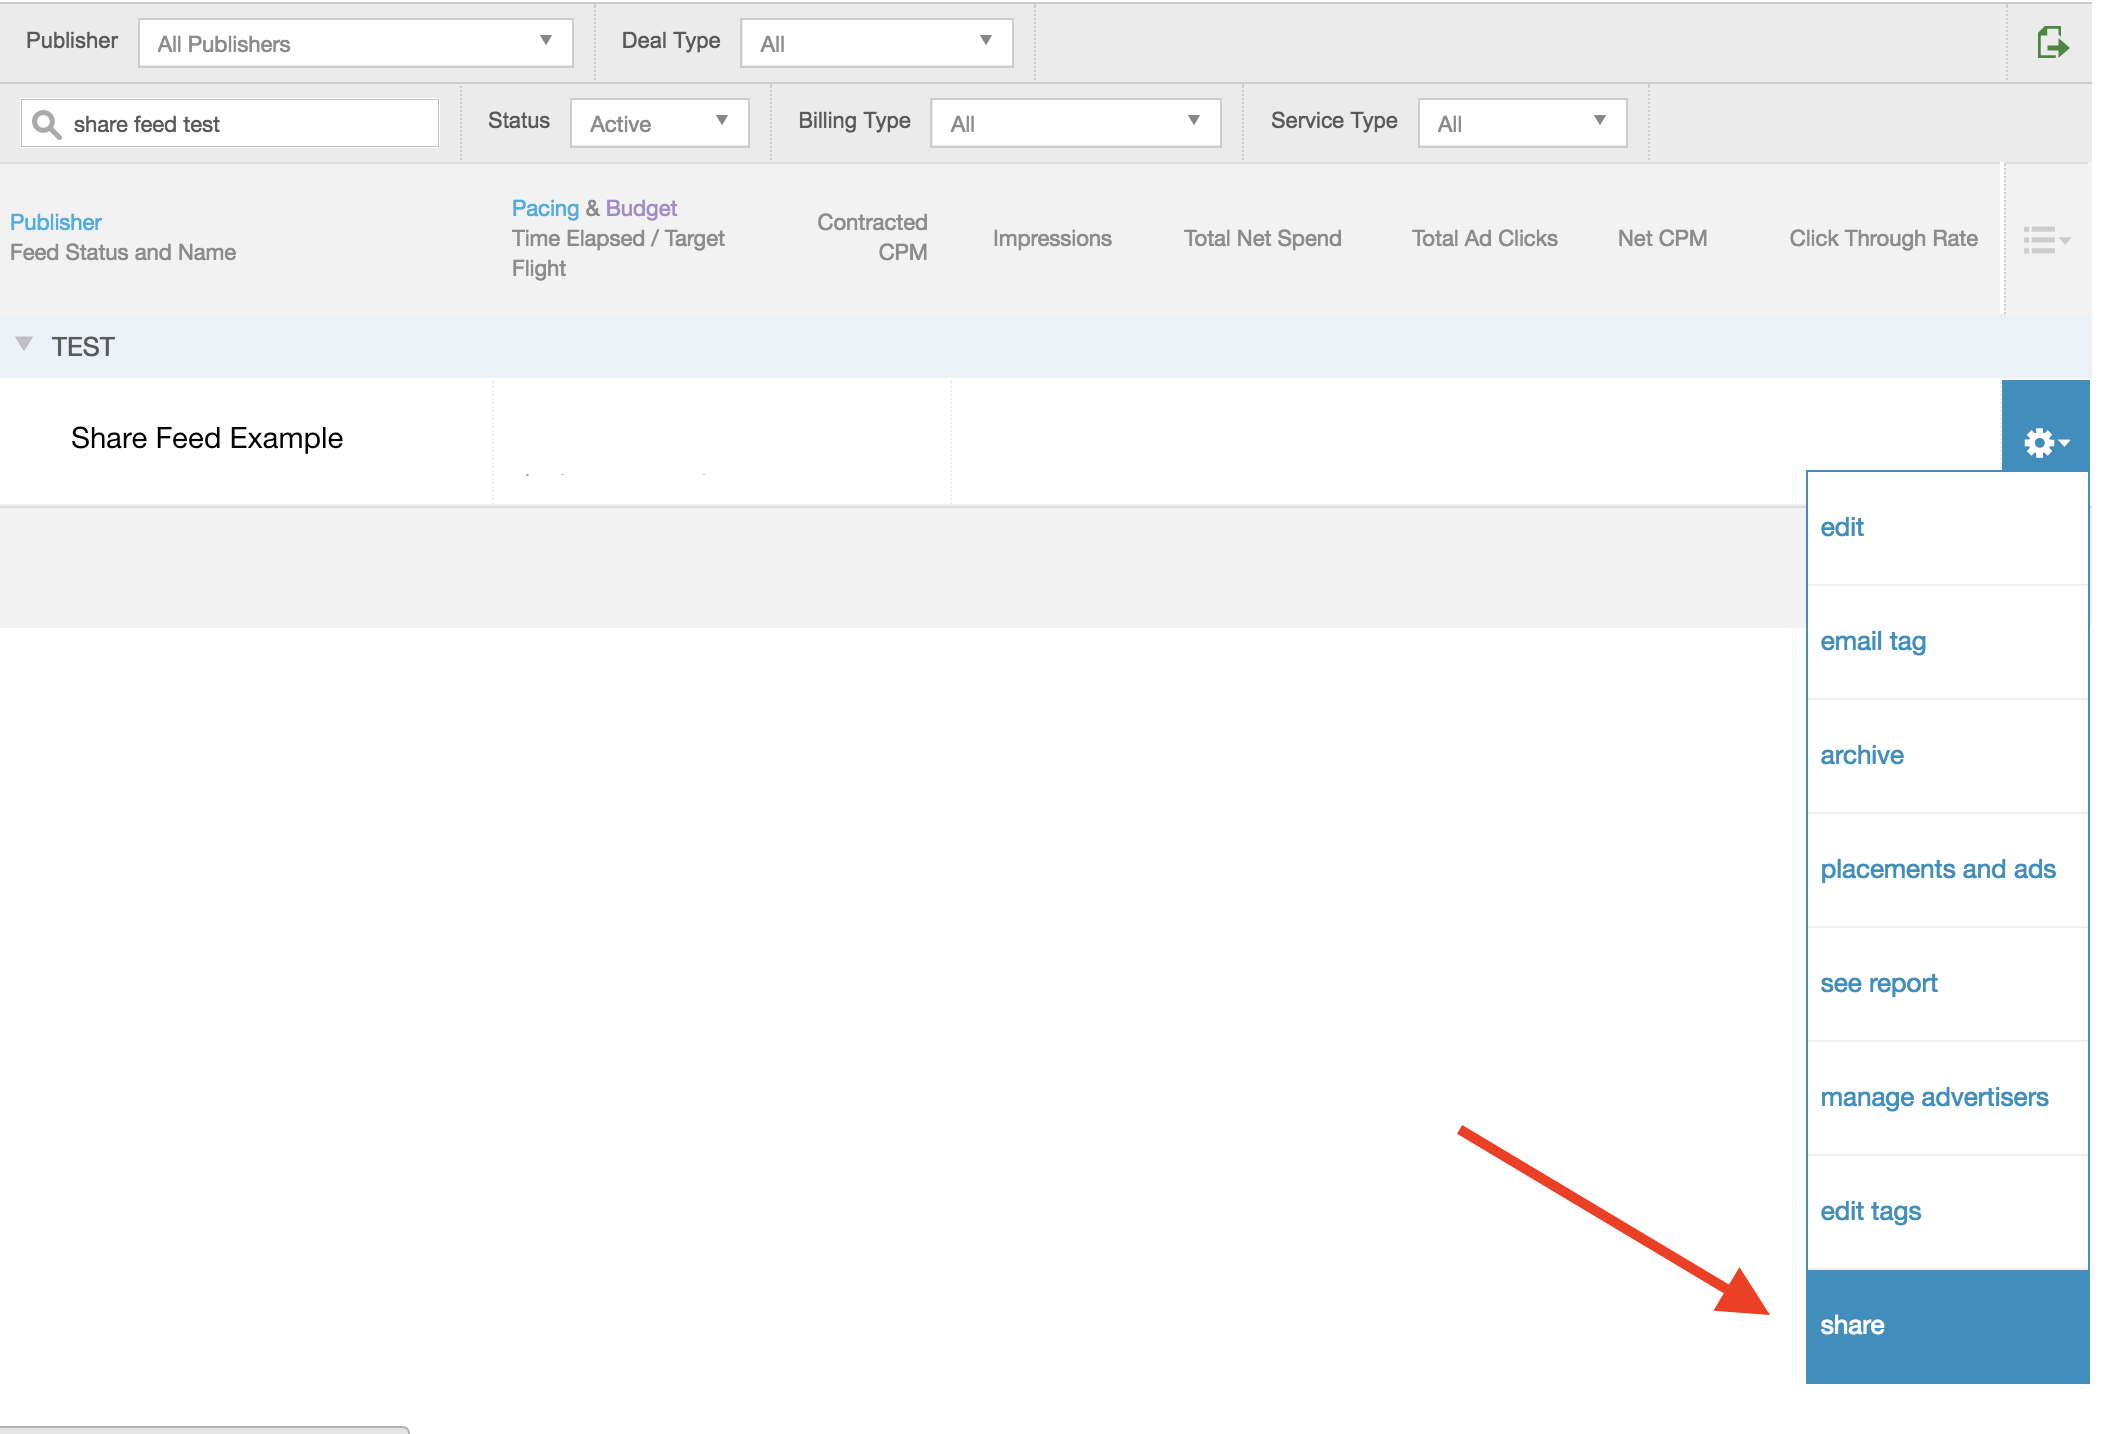 Publisher All Publishers Deal Type All
share feed test Status Active Billing Type All Service Type All
Publisher
Feed Status and Name
Pacing & Budget
Time Elapsed / Target
Flight
Contracted
CPM
Impressions
Total Net Spend
Total Ad Clicks
Net CPM
Click Through Rate
TEST
Share Feed Example
edit
email tag
archive
placements and ads
see report
manage advertisers
edit tags
share